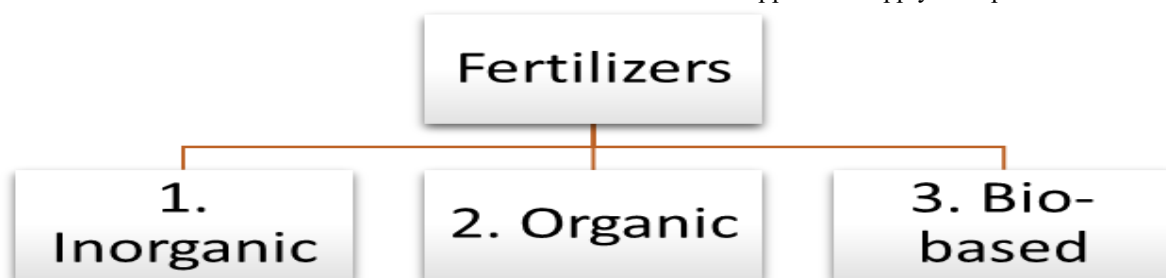 Fertilizers
1.
Inorganic
2. Organic
3. Bio-
based